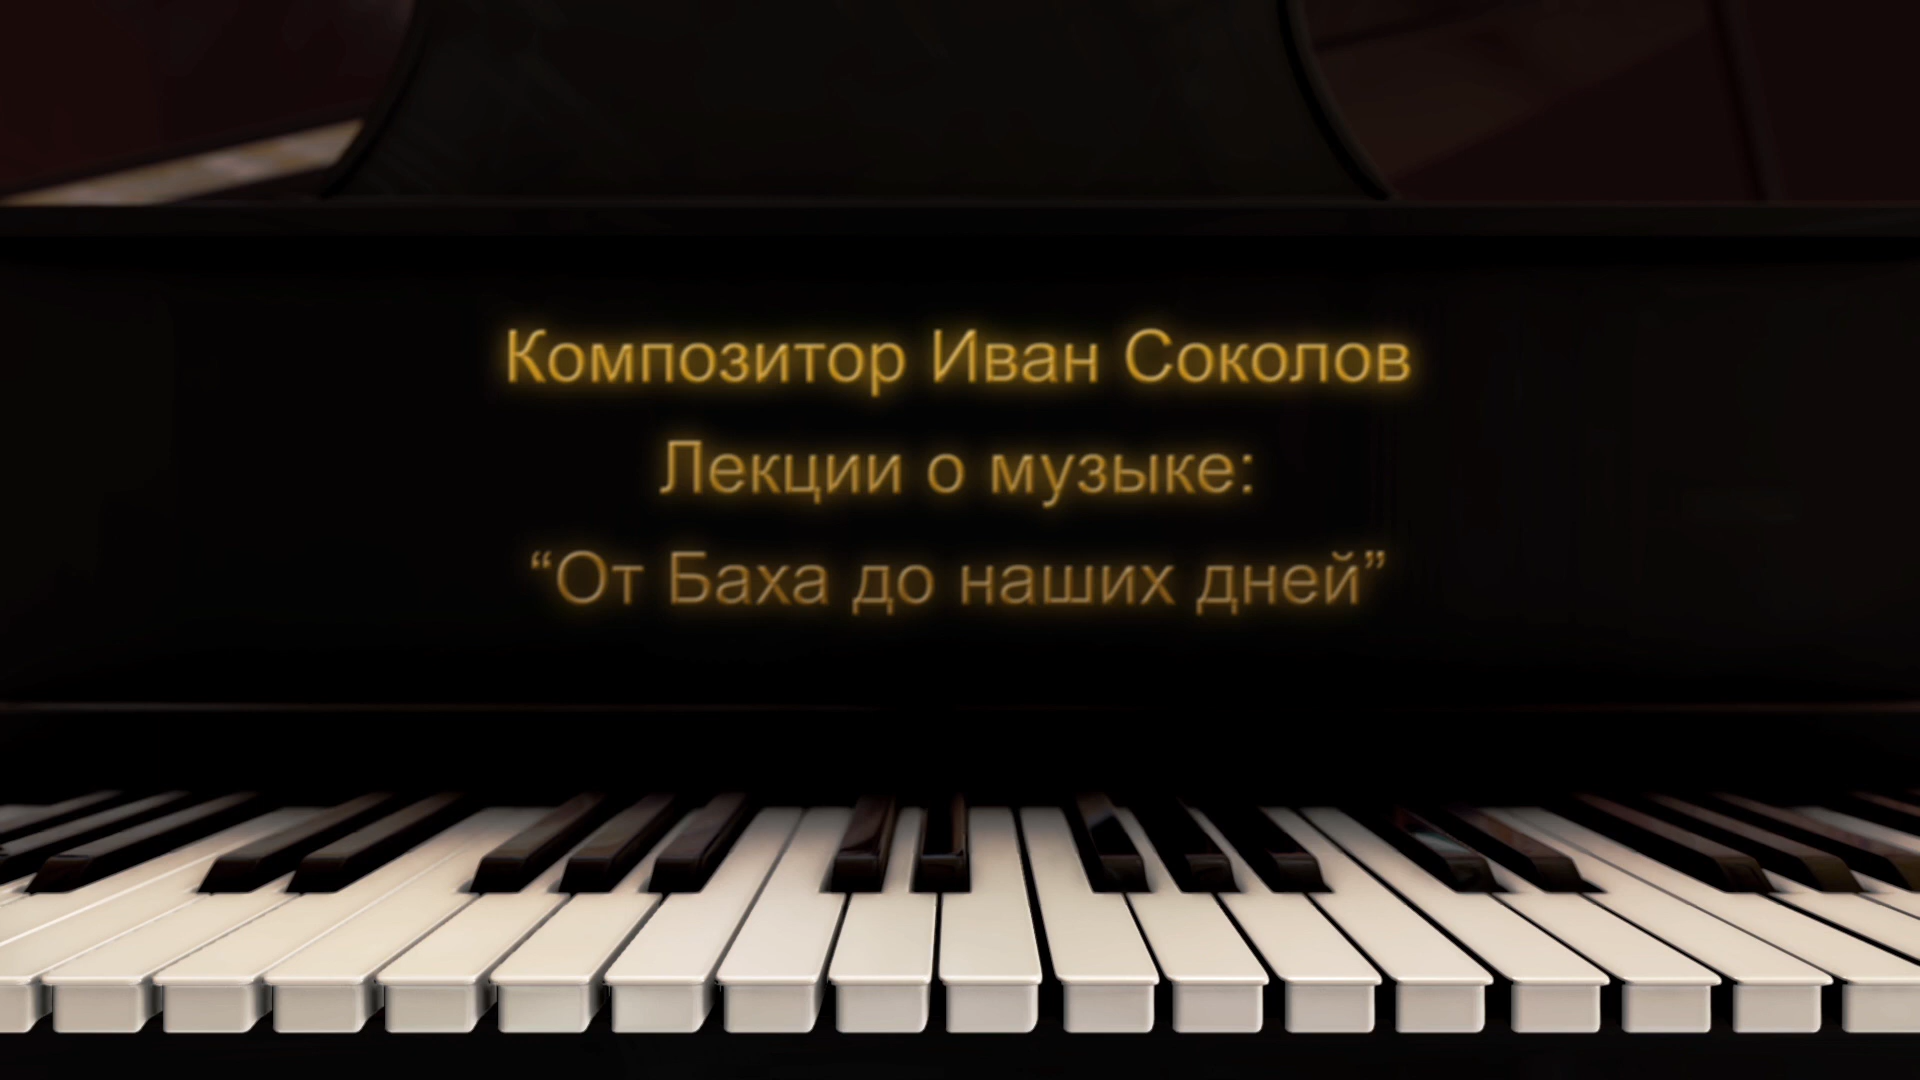 Композитор Иван Соколов
Лекции о музыке:
“От Баха до наших дней”